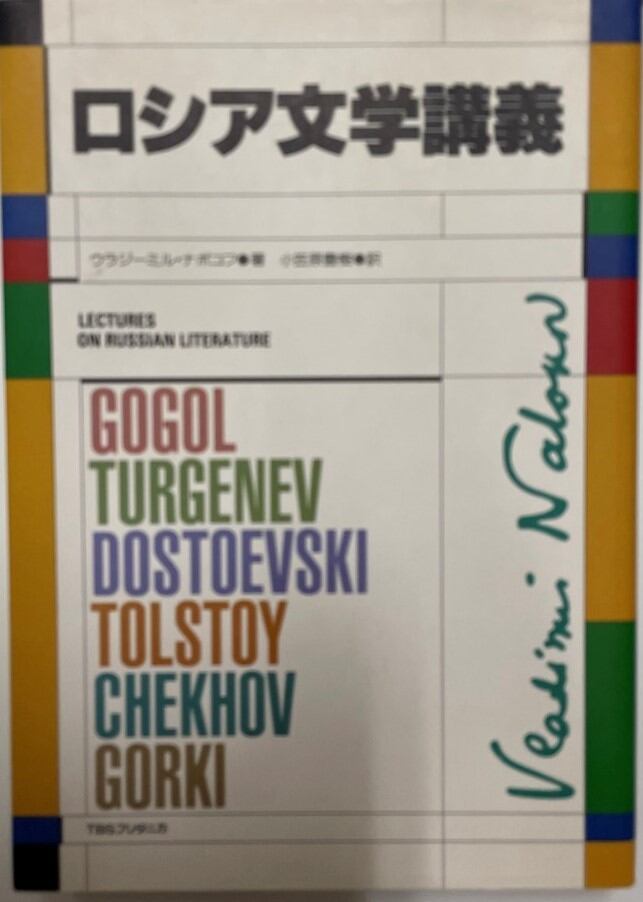 ロシア文学講義
ウラジーミル・ナボコフ◆著 小笠原豊樹◆訳
LECTURES
ON RUSSIAN LITERATURE
GOGOL
TURGENEV
DOSTOEVSKI
TOLSTOY
CHEKHOV
GORKI
TBSブリタニカ